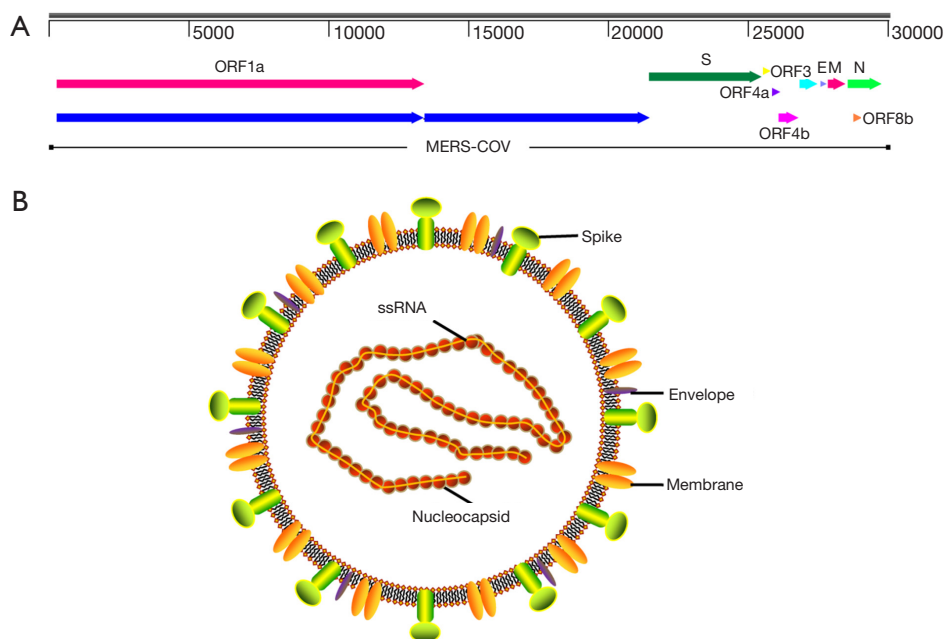 A
5000 10000 15000 20000 25000 30000
ORF1a S ORF3 E M N
ORF4a
ORF4b ORF8b
MERS-COV
B
Spike
ssRNA
Envelope
Membrane
Nucleocapsid